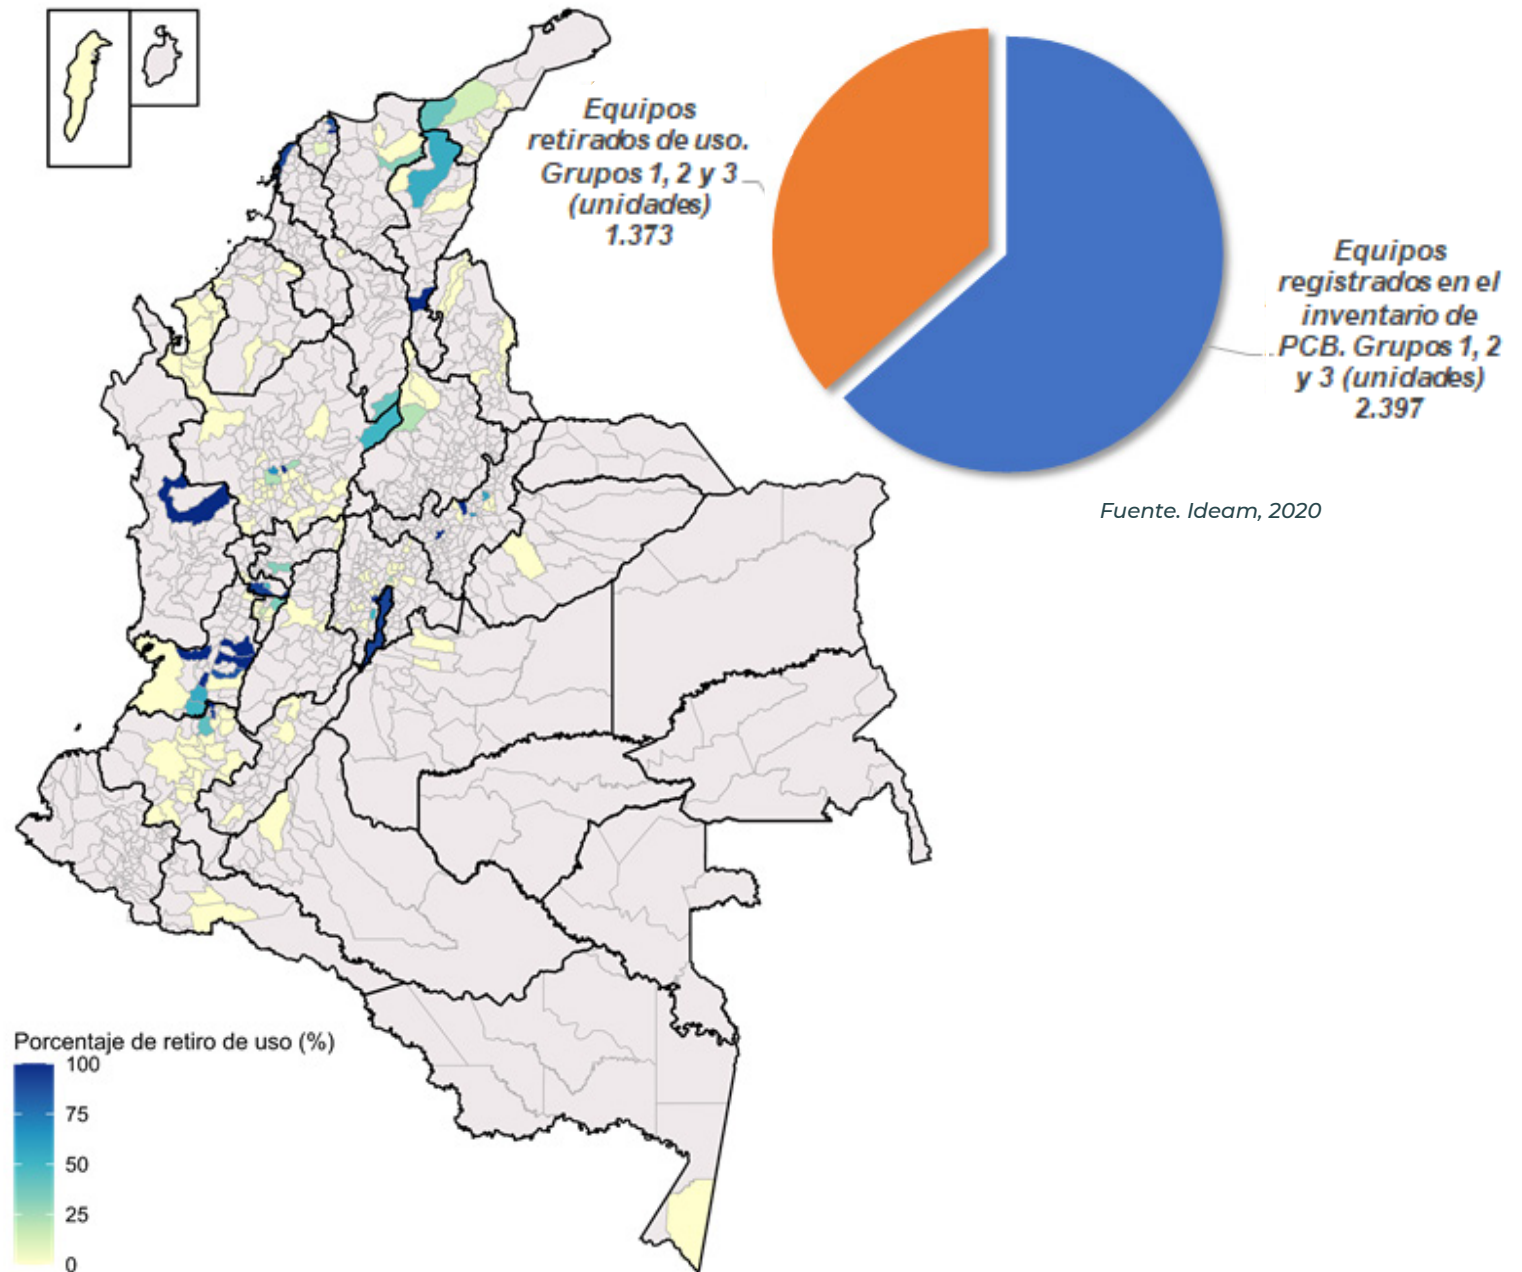 Equipos
retirados de uso.
Grupos 1, 2 y 3
(unidades)
1.373
Equipos
registrados en el
inventario de
PCB. Grupos 1, 2
y 3 (unidades)
2.397
Fuente. Ideam, 2020
Porcentaje de retiro de uso (%)
100
75
50
25
0